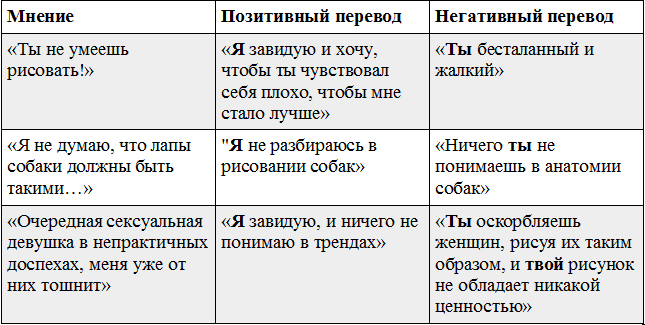 Мнение
Позитивный перевод
Негативный перевод
«Ты не умеешь
рисовать!»
«Я завидую и хочу,
чтобы ты чувствовал
себя плохо, чтобы мне
стало лучше»
«Ты бесталанный и
жалкий»
«Я не думаю, что лапы
собаки должны быть
такими…»
"Я не разбираюсь в
рисовании собак»
«Ничего ты не
понимаешь в анатомии
собак»
«Очередная сексуальная
девушка в непрактичных
доспехах, меня уже от
них тошнит»
«Я завидую, и ничего не
понимаю в трендах»
«Ты оскорбляешь
женщин, рисуя их таким
образом, и твой рисунок
не обладает никакой
ценностью»